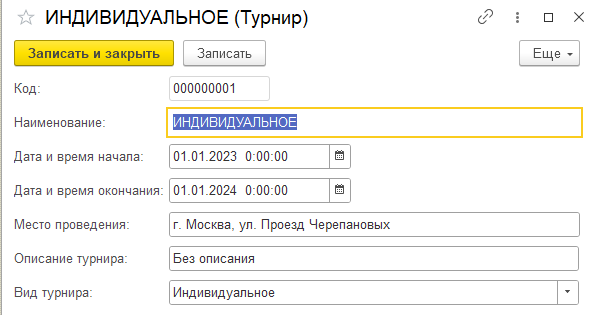 ИНДИВИДУАЛЬНОЕ (Турнир)
Записать и закрыть Записать Еще
Код: 000000001
Наименование: ИНДИВИДУАЛЬНОЕ
Дата и время начала: 01.01.2023 0:00:00
Дата и время окончания: 01.01.2024 0:00:00
Место проведения: г. Москва, ул. Проезд Черепановых
Описание турнира: Без описания
Вид турнира: Индивидуальное